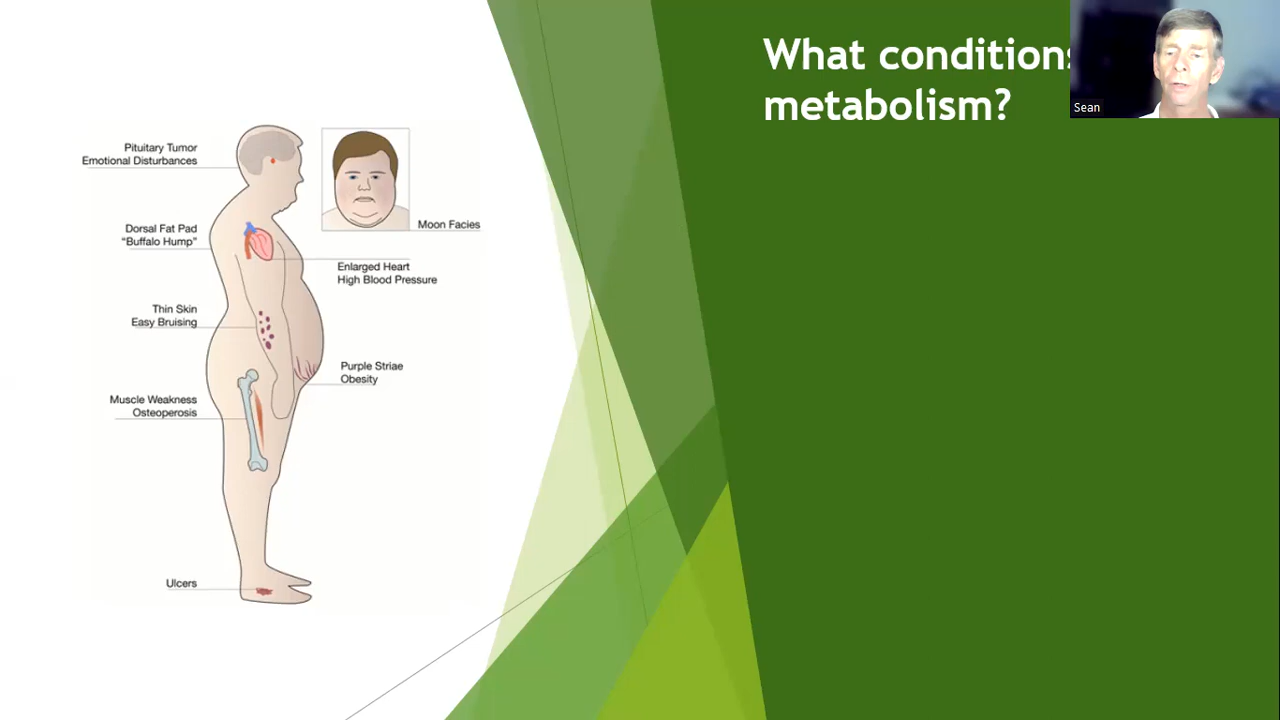 What conditions
metabolism?
Sean
Pituitary Tumor
Emotional Disturbances
Moon Facies
Dorsal Fat Pad
“Buffalo Hump”
Enlarged Heart
High Blood Pressure
Thin Skin
Easy Bruising
Purple Striae
Obesity
Muscle Weakness
Osteoperosis
Ulcers